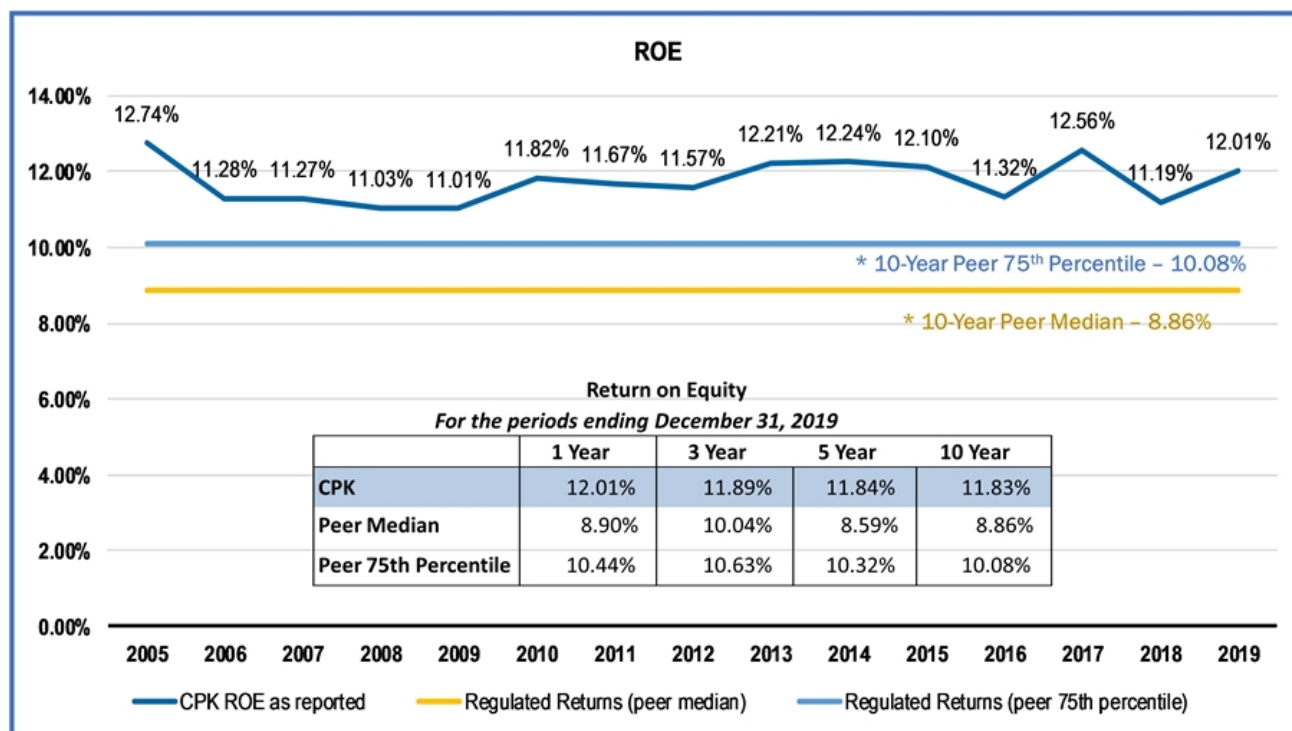 ROE
14.00%
12.74% 11.28% 11.27% 11.03% 11.01% 11.82% 11.67% 11.57% 12.21% 12.24% 12.10% 11.32% 12.56% 11.19% 12.01%
12.00%
10.00%
* 10-Year Peer 75th Percentile – 10.08%
* 10-Year Peer Median – 8.86%
8.00%
6.00%
Return on Equity
For the periods ending December 31, 2019
1 Year 3 Year 5 Year 10 Year
4.00%
CPK 12.01% 11.89% 11.84% 11.83%
Peer Median 8.90% 10.04% 8.59% 8.86%
2.00%
Peer 75th Percentile 10.44% 10.63% 10.32% 10.08%
0.00%
2005 2006 2007 2008 2009 2010 2011 2012 2013 2014 2015 2016 2017 2018 2019
CPK ROE as reported Regulated Returns (peer median) Regulated Returns (peer 75th percentile)